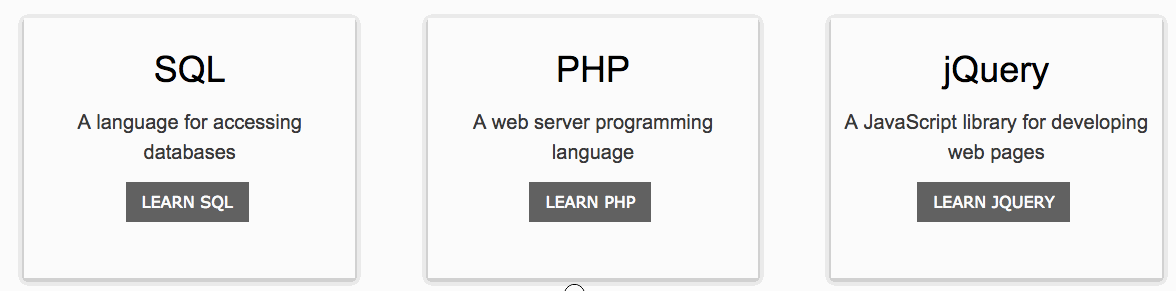 SQL
A language for accessing
databases
LEARN SQL
PHP
A web server programming
language
LEARN PHP
jQuery
A JavaScript library for developing
web pages
LEARN JQUERY